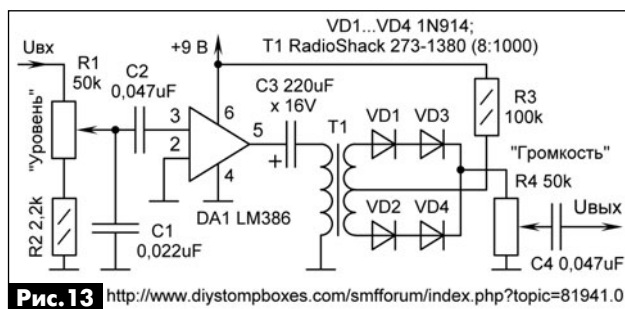 VD1...VD4 1N914;
T1 RadioShack 273-1380 (8:1000)
Uвх
+9 В
R1
50k
C2
0,047uF
C3 220uF
x 16V
T1
VD1
VD3
R3
100k
"Уровень"
3
2
6
5
4
+
"Громкость"
R4 50k
Uвых
VD2
VD4
R2 2,2k
C1
0,022uF
DA1 LM386
C4 0,047uF
Рис.13 http://www.diystompboxes.com/smfforum/index.php?topic=81941.0